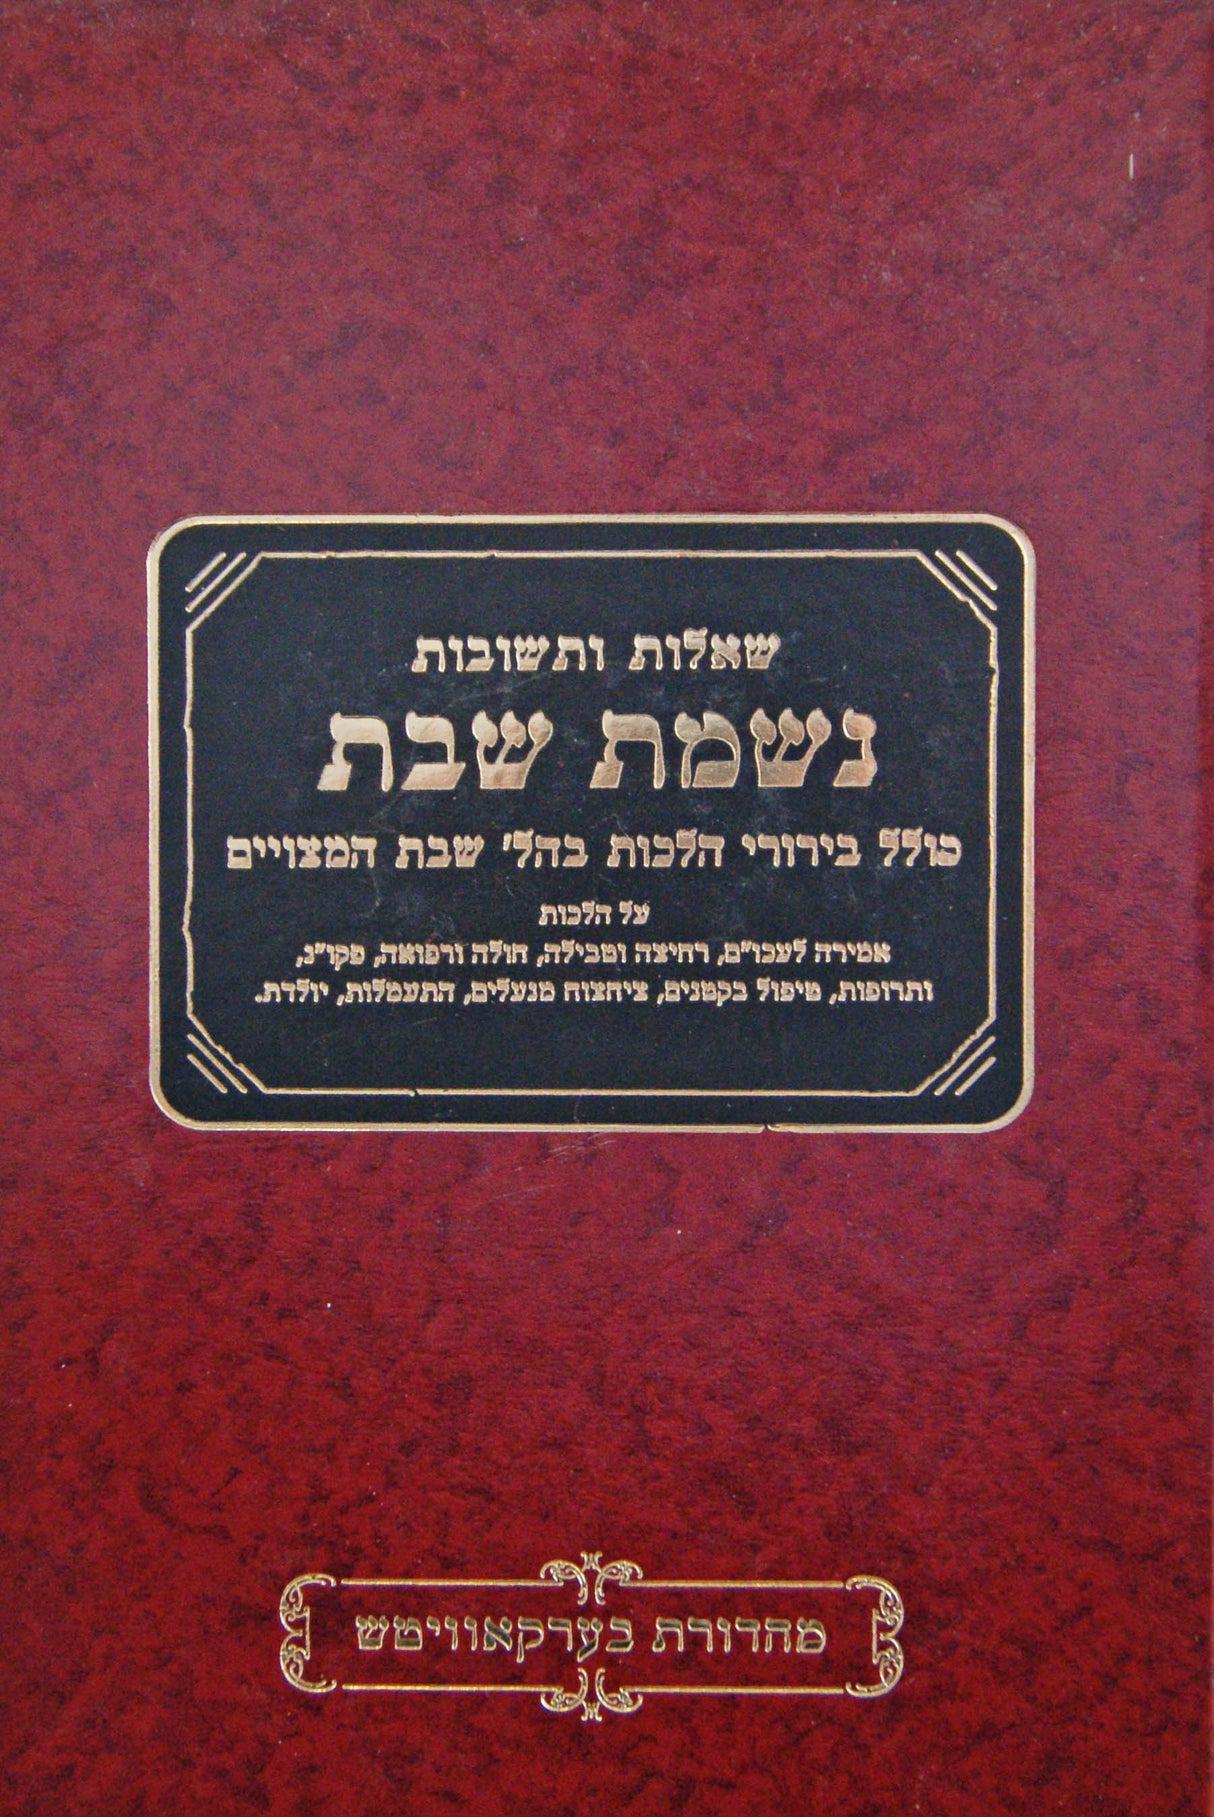 שאלות ותשובות
נשמת שבת
כולל בירורי הלכות בהל' שבת המצויים
על הלכות
אמירה לעכו"ם, רחיצה וטבילה, חולה ורפואה, פקו"נ,
ותרופות, טיפול בקטנים, ציחצוח מנעלים, התעמלות, יולדת.
מהדורת בערקאוויטש